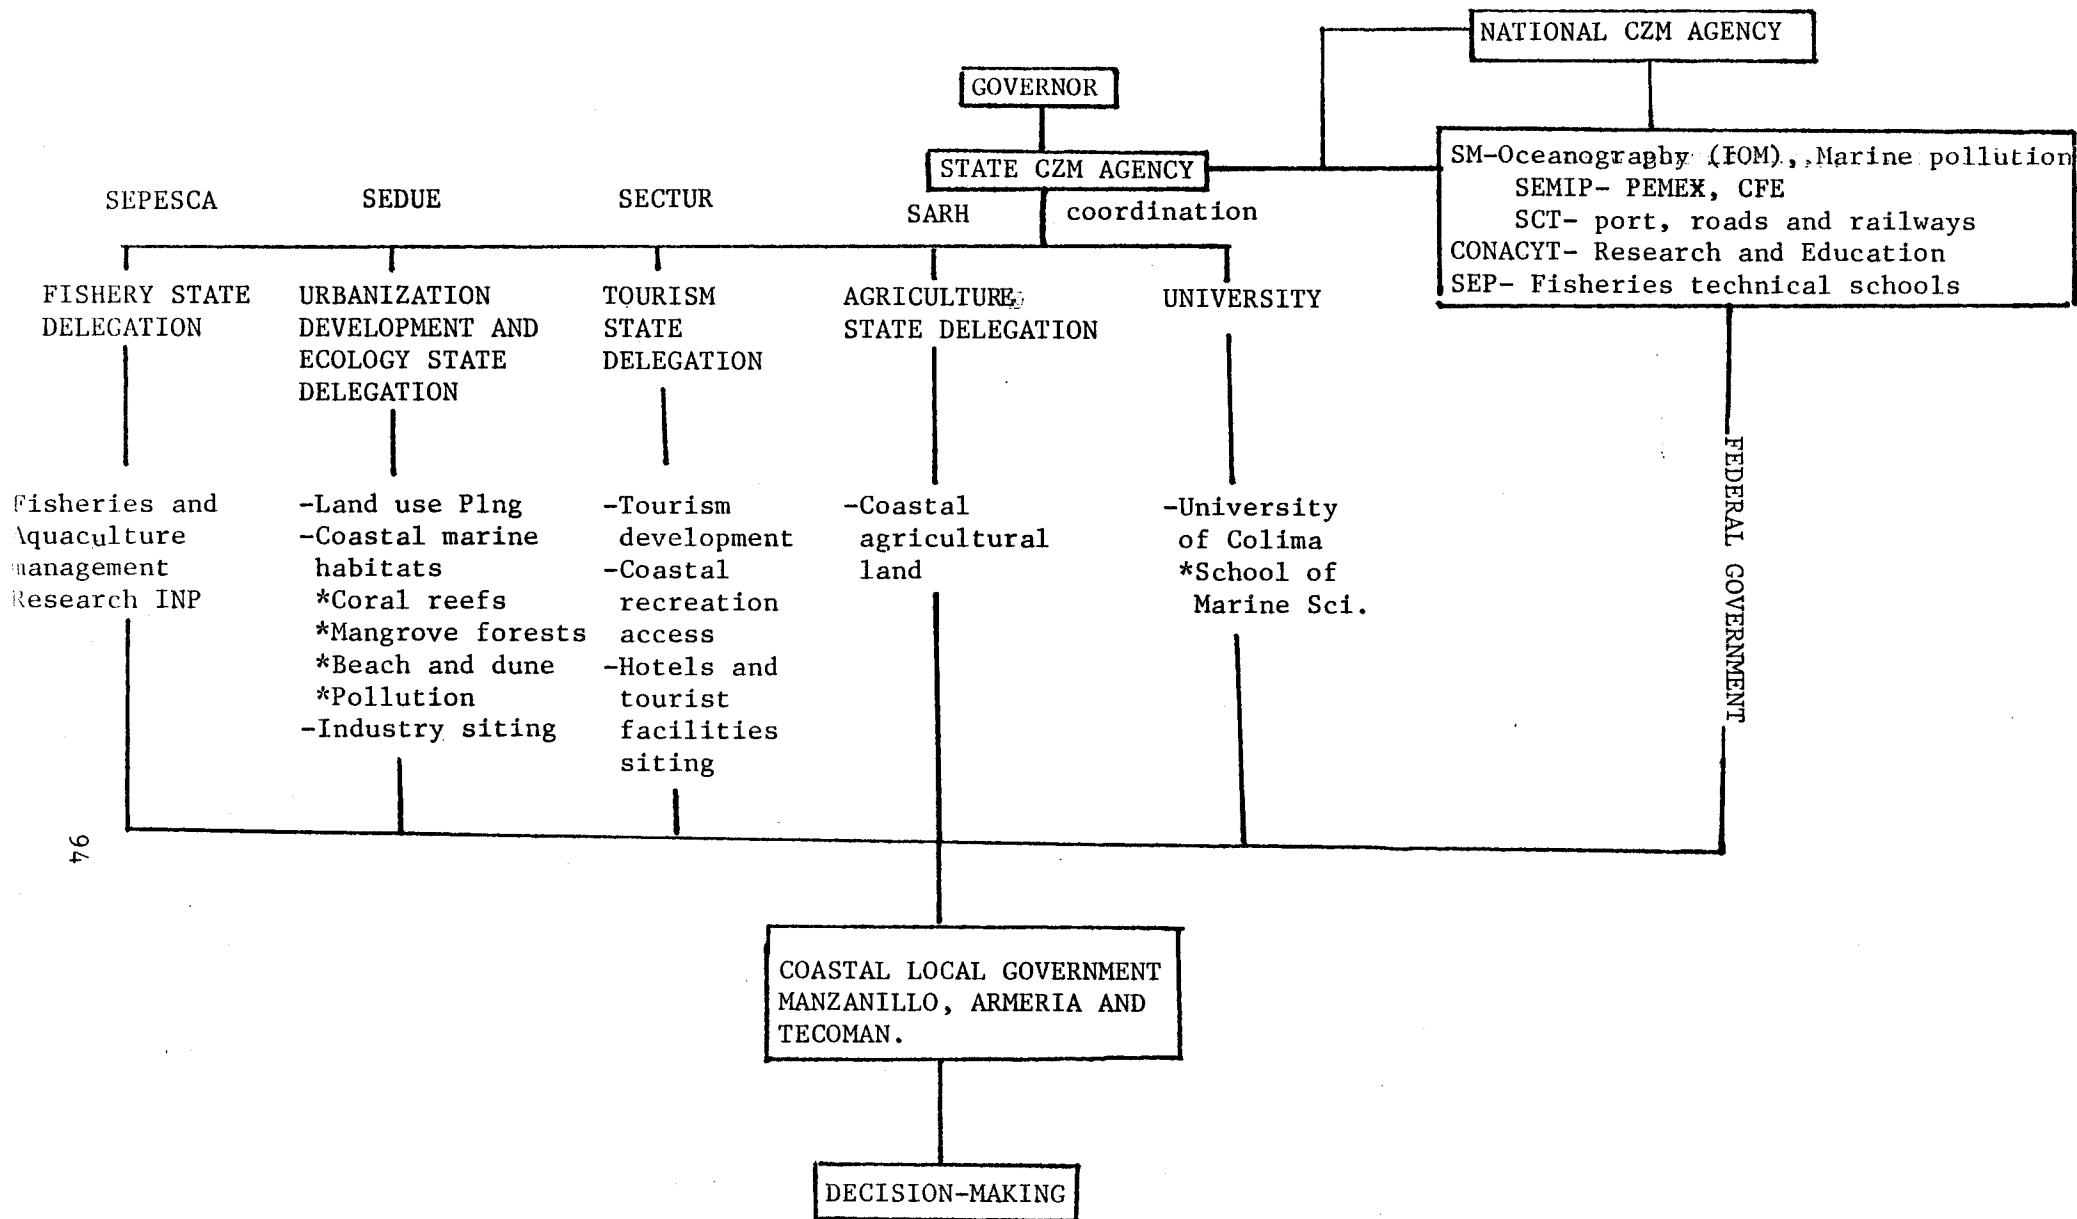 NATIONAL CZM AGENCY
GOVERNOR
STATE CZM AGENCY
SM-Oceanography (IOM), Marine pollution
SEMIP- PEMEX, CFE
SCT- port, roads and railways
CONACYT- Research and Education
SEP- Fisheries technical schools
SEPESCA
SEDUE
SECTUR
SARH
coordination
FISHERY STATE
DELEGATION
URBANIZATION
DEVELOPMENT AND
ECOLOGY STATE
DELEGATION
TOURISM
STATE
DELEGATION
AGRICULTURE
STATE DELEGATION
UNIVERSITY
Fisheries and
Aquaculture
management
Research INP
-Land use Plng
-Coastal marine
habitats
*Coral reefs
*Mangrove forests
*Beach and dune
*Pollution
-Industry siting
-Tourism
development
-Coastal
recreation
access
-Hotels and
tourist
facilities
siting
-Coastal
agricultural
land
-University
of Colima
*School of
Marine Sci.
FEDERAL GOVERNMENT
94
COASTAL LOCAL GOVERNMENT
MANZANILLO, ARMERIA AND
TECOMAN.
DECISION-MAKING